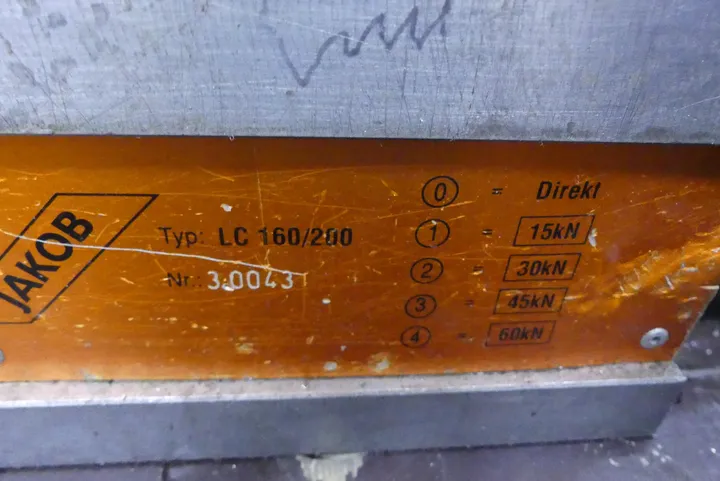 JAKOB
Typ: LC 160/200
Nr.: 3.0043
0 = Direkt
1 = 15kN
2 = 30kN
3 = 45kN
4 = 60kN